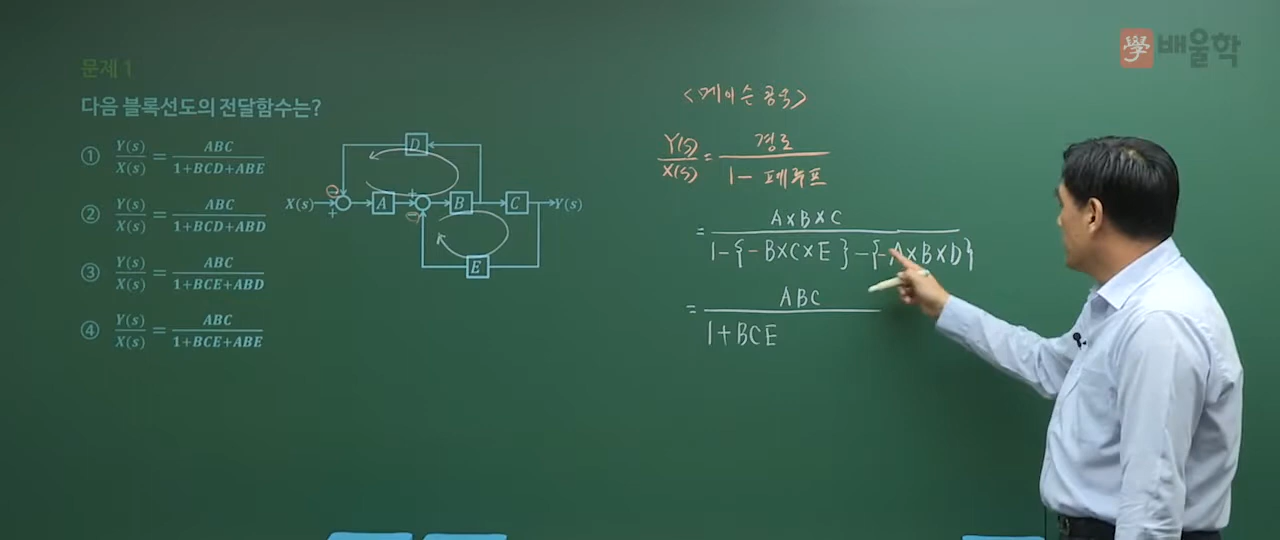 學 배울학
문제 1
다음 블록선도의 전달함수는?
① Y(s)/X(s) = ABC/1+BCD+ABE
② Y(s)/X(s) = ABC/1+BCD+ABD
③ Y(s)/X(s) = ABC/1+BCE+ABD
④ Y(s)/X(s) = ABC/1+BCE+ABE
D
X(s) + − A + − B C Y(s)
E
<메이슨 공식>
Y(s)/X(s) = 경로/1 − 폐루프
= A×B×C/1−{−B×C×E}−{−A×B×D}
= ABC/1+BCE